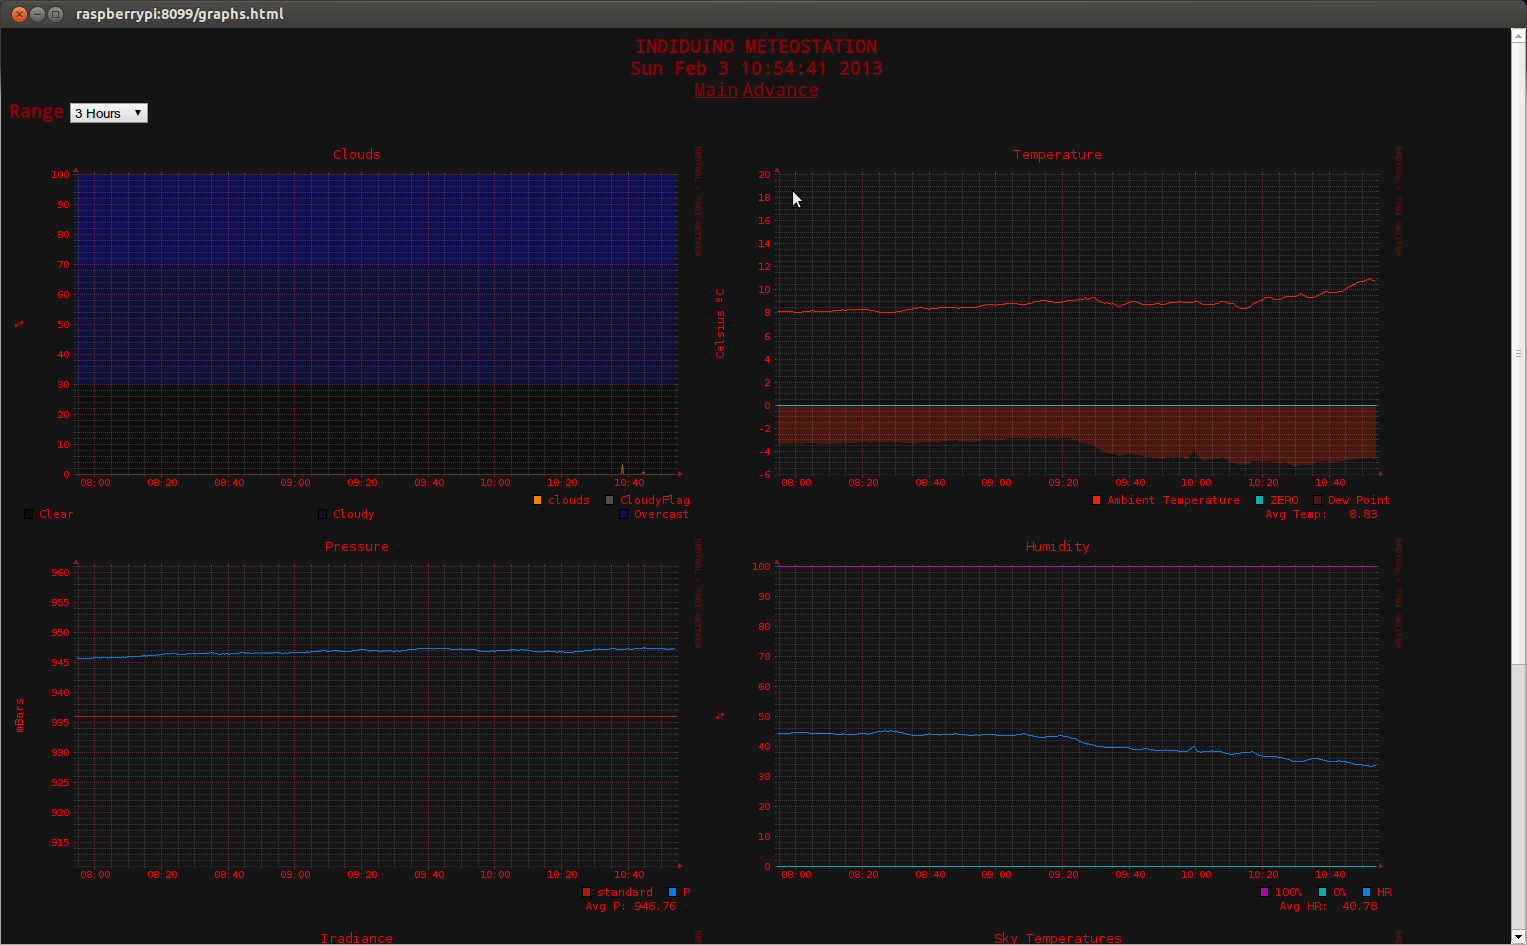 raspberrypi:8099/graphs.html
INDIDUINO METEOSTATION
Sun Feb 3 10:54:41 2013
Main Advance
Range 3 Hours
Clouds
RRDTOOL / TOBI OETIKER
%
100
90
80
70
60
50
40
30
20
10
0
08:00 08:20 08:40 09:00 09:20 09:40 10:00 10:20 10:40
clouds CloudyFlag
Clear Cloudy Overcast
Temperature
RRDTOOL / TOBI OETIKER
Celsius ºC
20
18
16
14
12
10
8
6
4
2
0
-2
-4
-6
08:00 08:20 08:40 09:00 09:20 09:40 10:00 10:20 10:40
Ambient Temperature ZERO Dew Point
Avg Temp: 8.83
Pressure
RRDTOOL / TOBI OETIKER
mBars
960
955
950
945
940
935
930
925
920
915
08:00 08:20 08:40 09:00 09:20 09:40 10:00 10:20 10:40
standard P
Avg P: 946.76
Humidity
RRDTOOL / TOBI OETIKER
%
100
90
80
70
60
50
40
30
20
10
0
08:00 08:20 08:40 09:00 09:20 09:40 10:00 10:20 10:40
100% 0% HR
Avg HR: 40.78
Irradiance
Sky Temperatures